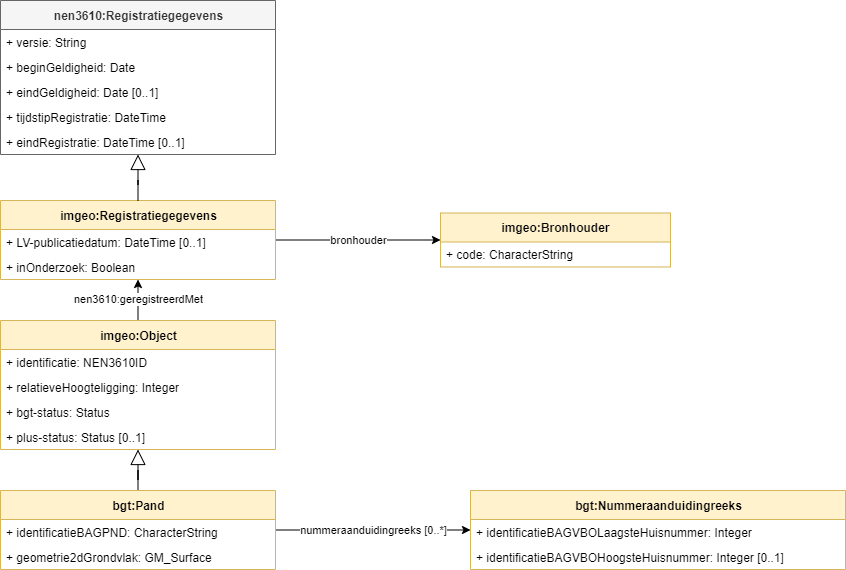 nen3610:Registratiegegevens
+ versie: String
+ beginGeldigheid: Date
+ eindGeldigheid: Date [0..1]
+ tijdstipRegistratie: DateTime
+ eindRegistratie: DateTime [0..1]
imgeo:Registratiegegevens
+ LV-publicatiedatum: DateTime [0..1]
+ inOnderzoek: Boolean
bronhouder
imgeo:Bronhouder
+ code: CharacterString
nen3610:geregistreerdMet
imgeo:Object
+ identificatie: NEN3610ID
+ relatieveHoogteligging: Integer
+ bgt-status: Status
+ plus-status: Status [0..1]
bgt:Pand
+ identificatieBAGPND: CharacterString
+ geometrie2dGrondvlak: GM_Surface
nummeraanduidingreeks [0..*]
bgt:Nummeraanduidingreeks
+ identificatieBAGVBOLaagsteHuisnummer: Integer
+ identificatieBAGVBOHoogsteHuisnummer: Integer [0..1]